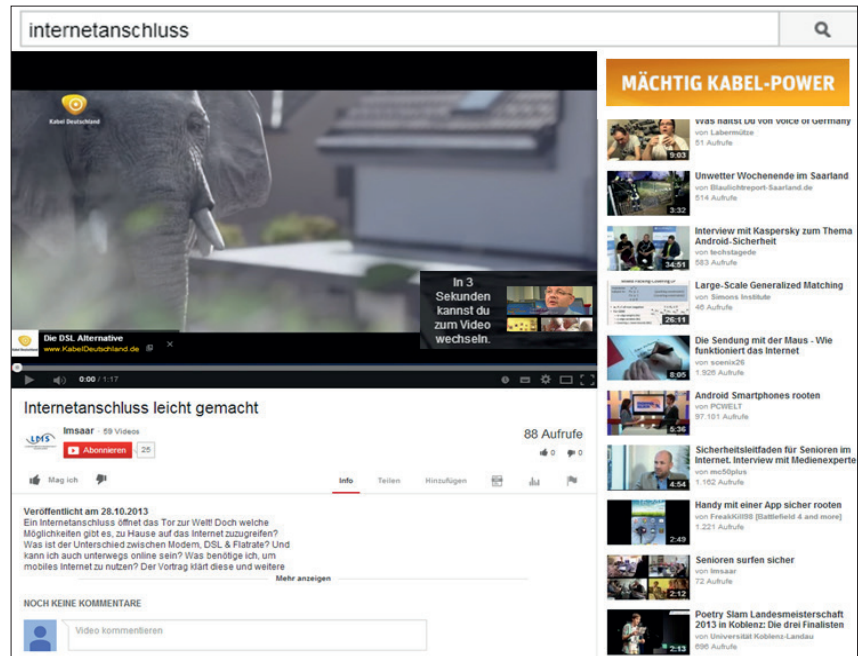 internetanschluss
Kabel Deutschland
In 3
Sekunden
kannst du
zum Video
wechseln.
Die DSL Alternative
www.KabelDeutschland.de
0:00 / 1:17
Internetanschluss leicht gemacht
lmsaar · 59 Videos
Abonnieren 25
88 Aufrufe
0 0
Mag ich
Info Teilen Hinzufügen
Veröffentlicht am 28.10.2013
Ein Internetanschluss öffnet das Tor zur Welt! Doch welche
Möglichkeiten gibt es, zu Hause auf das Internet zuzugreifen?
Was ist der Unterschied zwischen Modem, DSL & Flatrate? Und
kann ich auch unterwegs online sein? Was benötige ich, um
mobiles Internet zu nutzen? Der Vortrag klärt diese und weitere
Mehr anzeigen
NOCH KEINE KOMMENTARE
Video kommentieren
MÄCHTIG KABEL-POWER
Was hältst Du von Voice of Germany
von Labermütze
51 Aufrufe
9:03
Unwetter Wochenende im Saarland
von Blaulichtreport-Saarland.de
514 Aufrufe
3:32
Interview mit Kaspersky zum Thema
Android-Sicherheit
von techstagede
583 Aufrufe
34:51
Large-Scale Generalized Matching
von Simons Institute
46 Aufrufe
26:11
Die Sendung mit der Maus - Wie
funktioniert das Internet
von scenix26
1.926 Aufrufe
8:05
Android Smartphones rooten
von PCWELT
97.101 Aufrufe
5:36
Sicherheitsleitfaden für Senioren im
Internet. Interview mit Medienexperte
von mc50plus
1.162 Aufrufe
4:54
Handy mit einer App sicher rooten
von FreakKill98 [Battlefield 4 and more]
1.221 Aufrufe
2:49
Senioren surfen sicher
von lmsaar
72 Aufrufe
2:12
Poetry Slam Landesmeisterschaft
2013 in Koblenz: Die drei Finalisten
von Universität Koblenz-Landau
696 Aufrufe
2:13